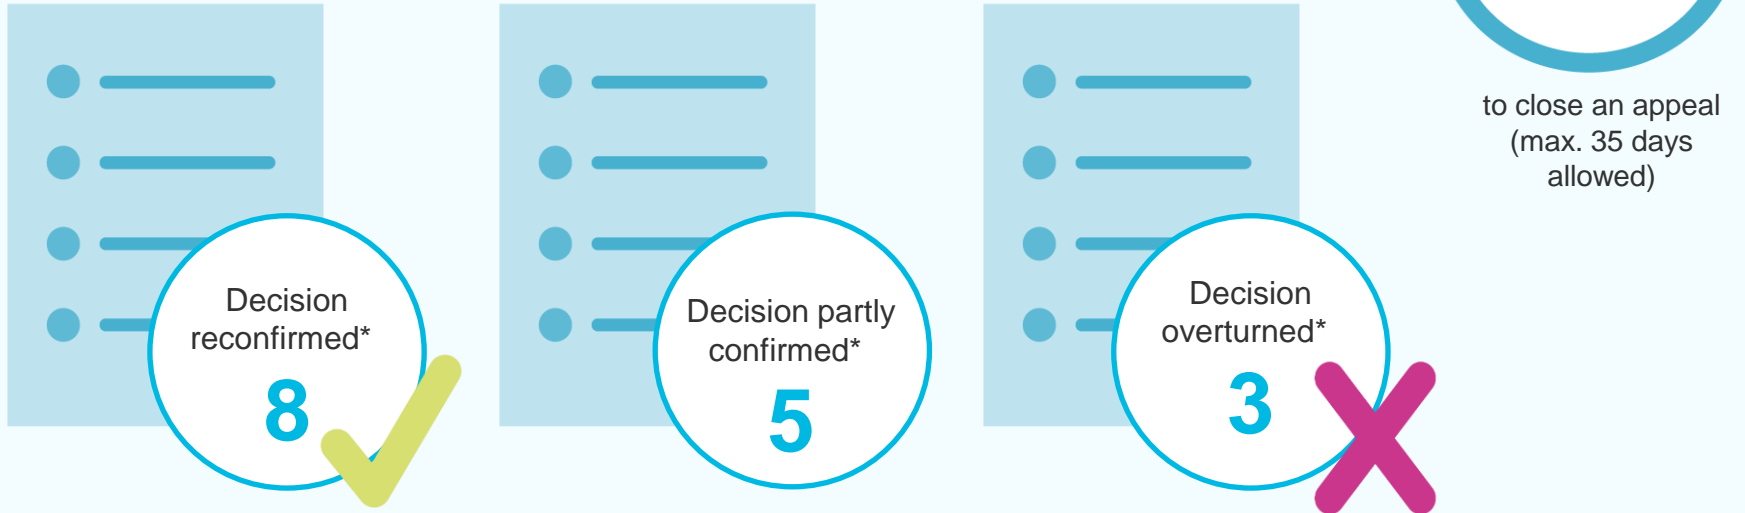 Decision
reconfirmed*
8
Decision partly
confirmed*
5
Decision
overturned*
3
to close an appeal
(max. 35 days
allowed)